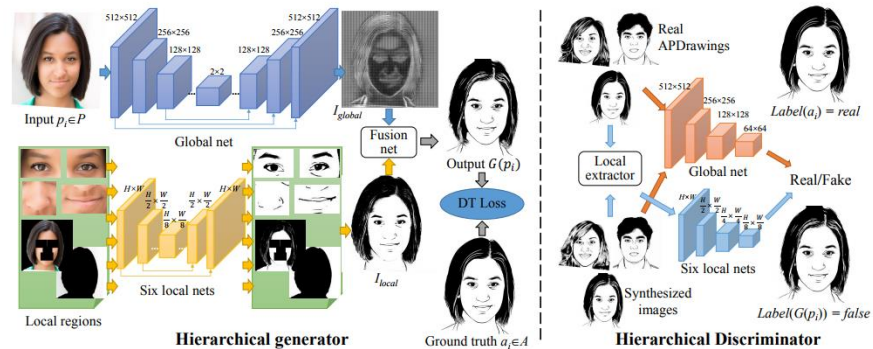 512×512
256×256
128×128
2×2
128×128
256×256
512×512
Input p_i∈P
Global net
I_global
Fusion
net
Output G(p_i)
DT Loss
H×W
H/2 × W/2
H/8 × W/8
H/2 × W/2
H×W
Six local nets
I_local
Local regions
Ground truth a_i∈A
Hierarchical generator
Real
APDrawings
512×512
256×256
128×128
64×64
Global net
Label(a_i) = real
Local
extractor
Real/Fake
H×W
H/2 × W/2
H/4 × W/4
H/8 × W/8
Six local nets
Synthesized
images
Label(G(p_i)) = false
Hierarchical Discriminator